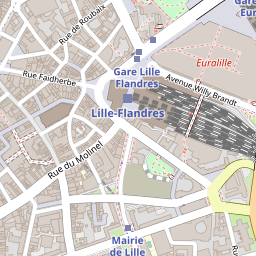 Rue de Roubaix
Gare
Eur
Gare Lille
Flandres
Euralille
Rue Faidherbe
Avenue Willy Brandt
Lille-Flandres
Rue du Molinel
Mairie
de Lille